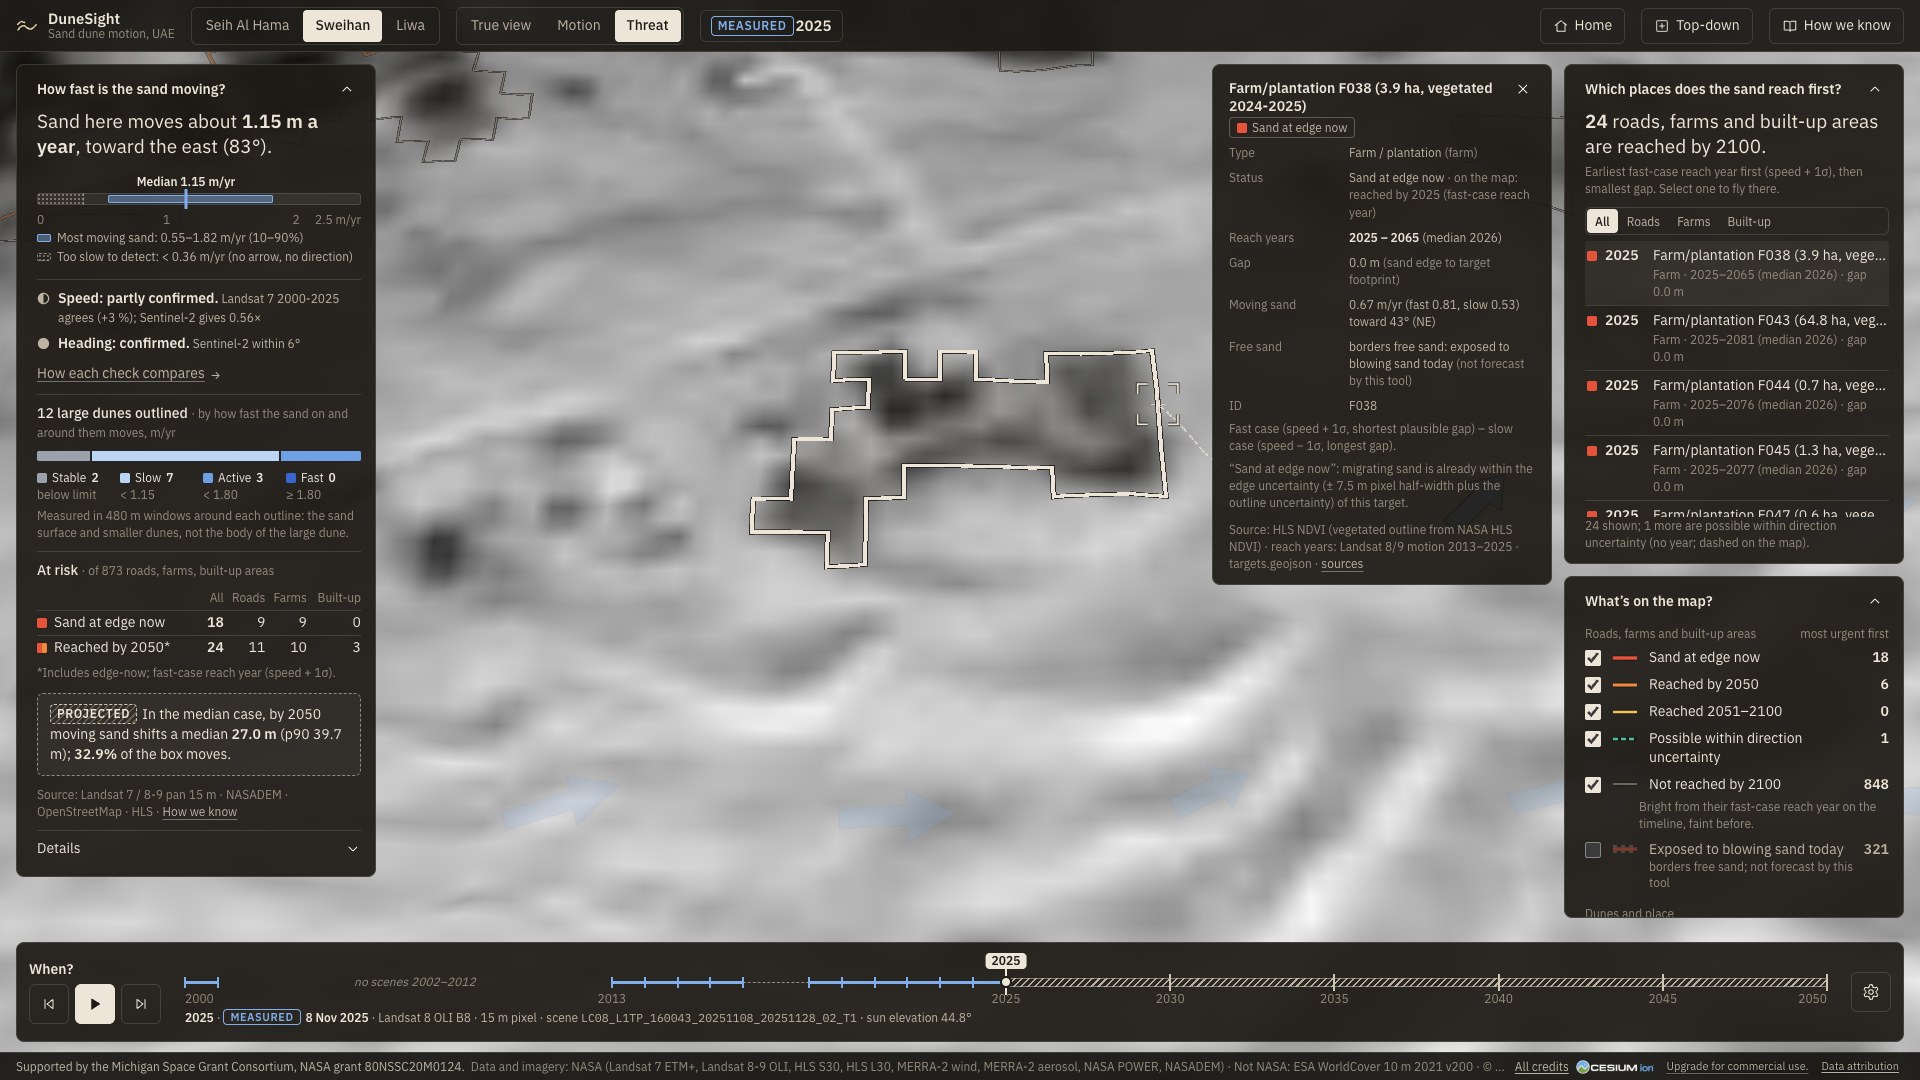 DuneSight
Sand dune motion, UAE
Seih Al Hama
Sweihan
Liwa
True view
Motion
Threat
MEASURED 2025
Home
Top-down
How we know
How fast is the sand moving?
Sand here moves about 1.15 m a
year, toward the east (83°).
Median 1.15 m/yr
0 1 2 2.5 m/yr
Most moving sand: 0.55–1.82 m/yr (10–90%)
Too slow to detect: < 0.36 m/yr (no arrow, no direction)
Speed: partly confirmed. Landsat 7 2000-2025
agrees (+3 %); Sentinel-2 gives 0.56×
Heading: confirmed. Sentinel-2 within 6°
How each check compares →
12 large dunes outlined · by how fast the sand on and
around them moves, m/yr
Stable 2 Slow 7 Active 3 Fast 0
below limit < 1.15 < 1.80 ≥ 1.80
Measured in 480 m windows around each outline: the sand
surface and smaller dunes, not the body of the large dune.
At risk · of 873 roads, farms, built-up areas
All Roads Farms Built-up
Sand at edge now 18 9 9 0
Reached by 2050* 24 11 10 3
*Includes edge-now; fast-case reach year (speed + 1σ).
PROJECTED In the median case, by 2050
moving sand shifts a median 27.0 m (p90 39.7
m); 32.9% of the box moves.
Source: Landsat 7 / 8-9 pan 15 m · NASADEM ·
OpenStreetMap · HLS · How we know
Details
Farm/plantation F038 (3.9 ha, vegetated
2024-2025)
Sand at edge now
Type Farm / plantation (farm)
Status Sand at edge now · on the map:
reached by 2025 (fast-case reach
year)
Reach years 2025 – 2065 (median 2026)
Gap 0.0 m (sand edge to target
footprint)
Moving sand 0.67 m/yr (fast 0.81, slow 0.53)
toward 43° (NE)
Free sand borders free sand: exposed to
blowing sand today (not forecast
by this tool)
ID F038
Fast case (speed + 1σ, shortest plausible gap) – slow
case (speed − 1σ, longest gap).
“Sand at edge now”: migrating sand is already within the
edge uncertainty (± 7.5 m pixel half-width plus the
outline uncertainty) of this target.
Source: HLS NDVI (vegetated outline from NASA HLS
NDVI) · reach years: Landsat 8/9 motion 2013–2025 ·
targets.geojson · sources
Which places does the sand reach first?
24 roads, farms and built-up areas
are reached by 2100.
Earliest fast-case reach year first (speed + 1σ), then
smallest gap. Select one to fly there.
All Roads Farms Built-up
2025 Farm/plantation F038 (3.9 ha, vege...
Farm · 2025–2065 (median 2026) · gap
0.0 m
2025 Farm/plantation F043 (64.8 ha, veg...
Farm · 2025–2081 (median 2026) · gap
0.0 m
2025 Farm/plantation F044 (0.7 ha, vege...
Farm · 2025–2076 (median 2026) · gap
0.0 m
2025 Farm/plantation F045 (1.3 ha, vege...
Farm · 2025–2077 (median 2026) · gap
0.0 m
2025 Farm/plantation F047 (0.6 ha, vege...
24 shown; 1 more are possible within direction
uncertainty (no year; dashed on the map).
What’s on the map?
Roads, farms and built-up areas most urgent first
Sand at edge now 18
Reached by 2050 6
Reached 2051–2100 0
Possible within direction 1
uncertainty
Not reached by 2100 848
Bright from their fast-case reach year on the
timeline, faint before.
Exposed to blowing sand today 321
borders free sand; not forecast by this
tool
Dunes and place
When?
2025
no scenes 2002–2012
2000 2013 2025 2030 2035 2040 2045 2050
2025 · MEASURED 8 Nov 2025 · Landsat 8 OLI B8 · 15 m pixel · scene LC08_L1TP_160043_20251108_20251128_02_T1 · sun elevation 44.8°
Supported by the Michigan Space Grant Consortium, NASA grant 80NSSC20M0124. Data and imagery: NASA (Landsat 7 ETM+, Landsat 8-9 OLI, HLS S30, HLS L30, MERRA-2 wind, MERRA-2 aerosol, NASA POWER, NASADEM) · Not NASA: ESA WorldCover 10 m 2021 v200 · © ... All credits CESIUM ion Upgrade for commercial use. Data attribution